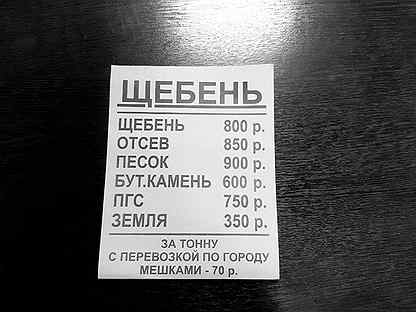 ЩЕБЕНЬ
ЩЕБЕНЬ 800 р.
ОТСЕВ 850 р.
ПЕСОК 900 р.
БУТ.КАМЕНЬ 600 р.
ПГС 750 р.
ЗЕМЛЯ 350 р.
ЗА ТОННУ
С ПЕРЕВОЗКОЙ ПО ГОРОДУ
МЕШКАМИ - 70 р.